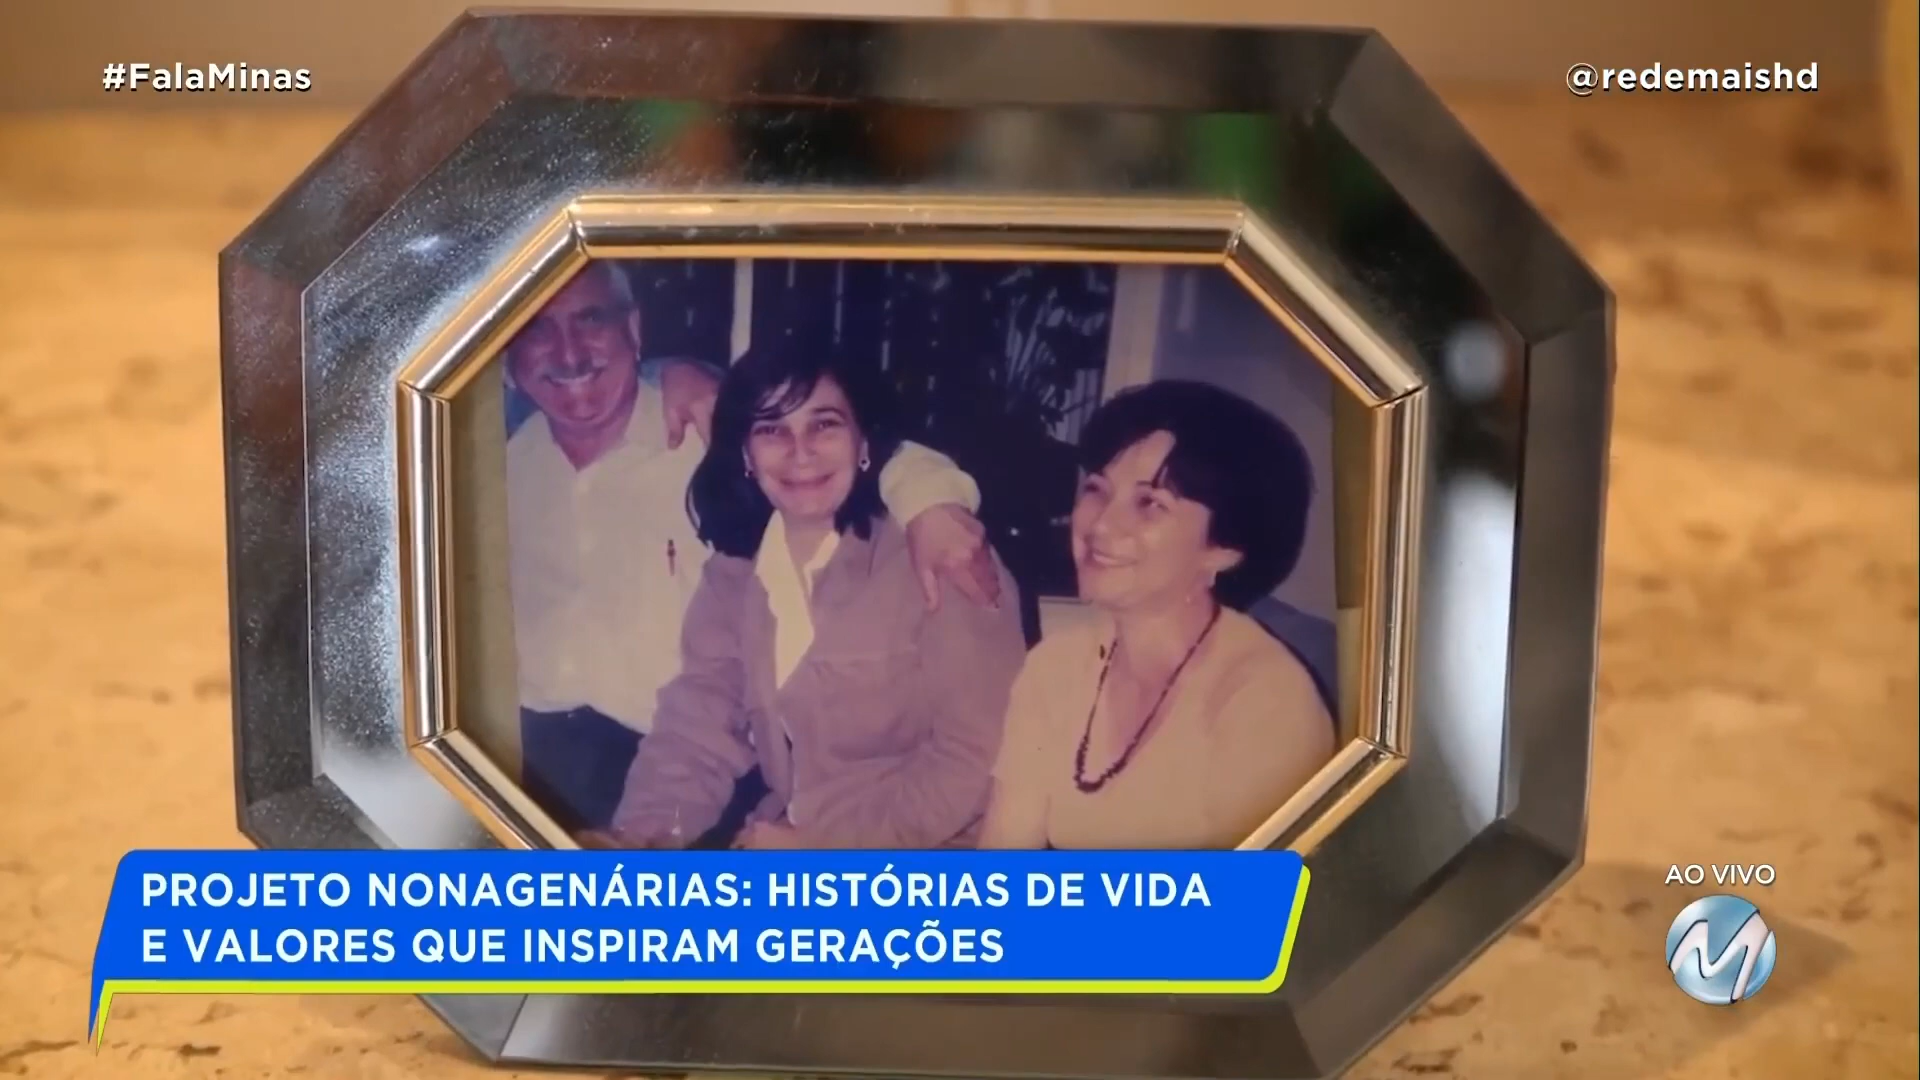 #FalaMinas
@redemaishd
PROJETO NONAGENÁRIAS: HISTÓRIAS DE VIDA
E VALORES QUE INSPIRAM GERAÇÕES
AO VIVO
M